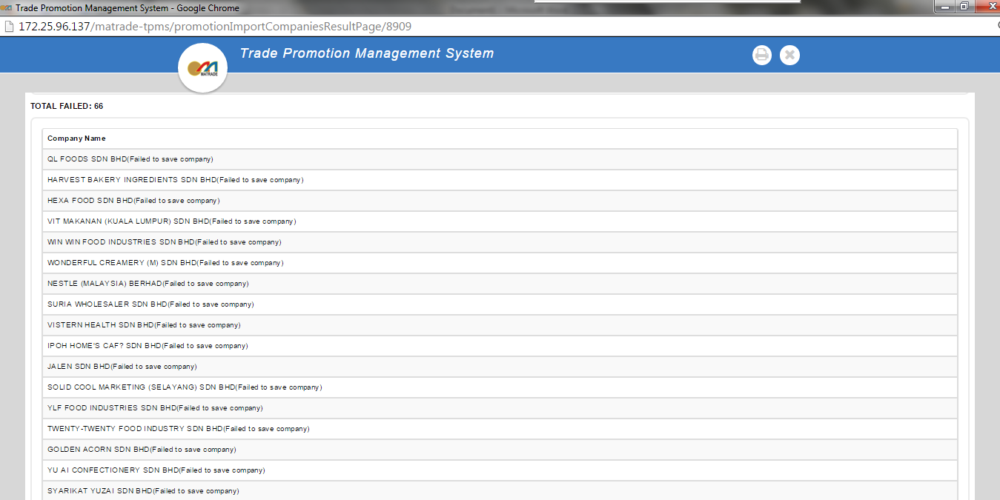 Trade Promotion Management System - Google Chrome
172.25.96.137/matrade-tpms/promotionImportCompaniesResultPage/8909
Trade Promotion Management System
MATRADE
TOTAL FAILED: 66
Company Name
QL FOODS SDN BHD(Failed to save company)
HARVEST BAKERY INGREDIENTS SDN BHD(Failed to save company)
HEXA FOOD SDN BHD(Failed to save company)
VIT MAKANAN (KUALA LUMPUR) SDN BHD(Failed to save company)
WIN WIN FOOD INDUSTRIES SDN BHD(Failed to save company)
WONDERFUL CREAMERY (M) SDN BHD(Failed to save company)
NESTLE (MALAYSIA) BERHAD(Failed to save company)
SURIA WHOLESALER SDN BHD(Failed to save company)
VISTERN HEALTH SDN BHD(Failed to save company)
IPOH HOME'S CAF? SDN BHD(Failed to save company)
JALEN SDN BHD(Failed to save company)
SOLID COOL MARKETING (SELAYANG) SDN BHD(Failed to save company)
YLF FOOD INDUSTRIES SDN BHD(Failed to save company)
TWENTY-TWENTY FOOD INDUSTRY SDN BHD(Failed to save company)
GOLDEN ACORN SDN BHD(Failed to save company)
YU AI CONFECTIONERY SDN BHD(Failed to save company)
SYARIKAT YUZAI SDN BHD(Failed to save company)